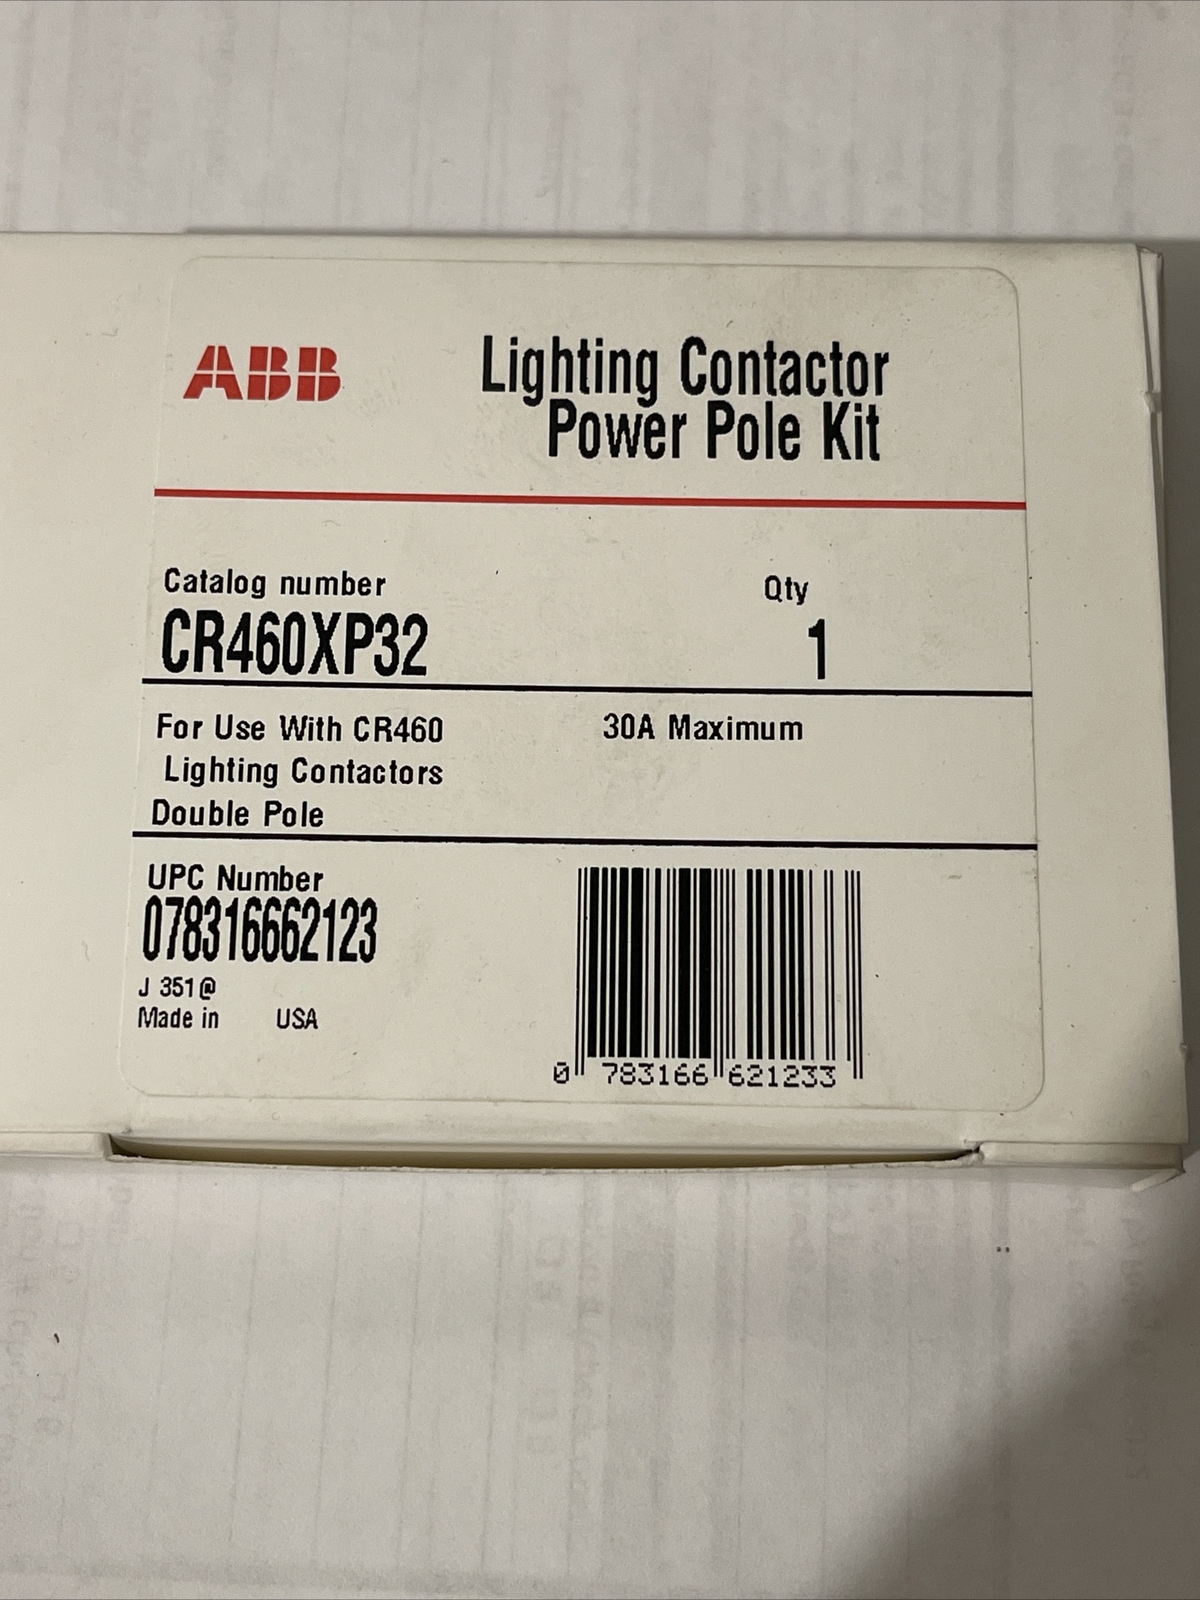 ABB
Lighting Contactor
Power Pole Kit
Catalog number
Qty
CR460XP32
1
For Use With CR460
30A Maximum
Lighting Contactors
Double Pole
UPC Number
078316662123
J 351@
Made in USA
0 783166 621233